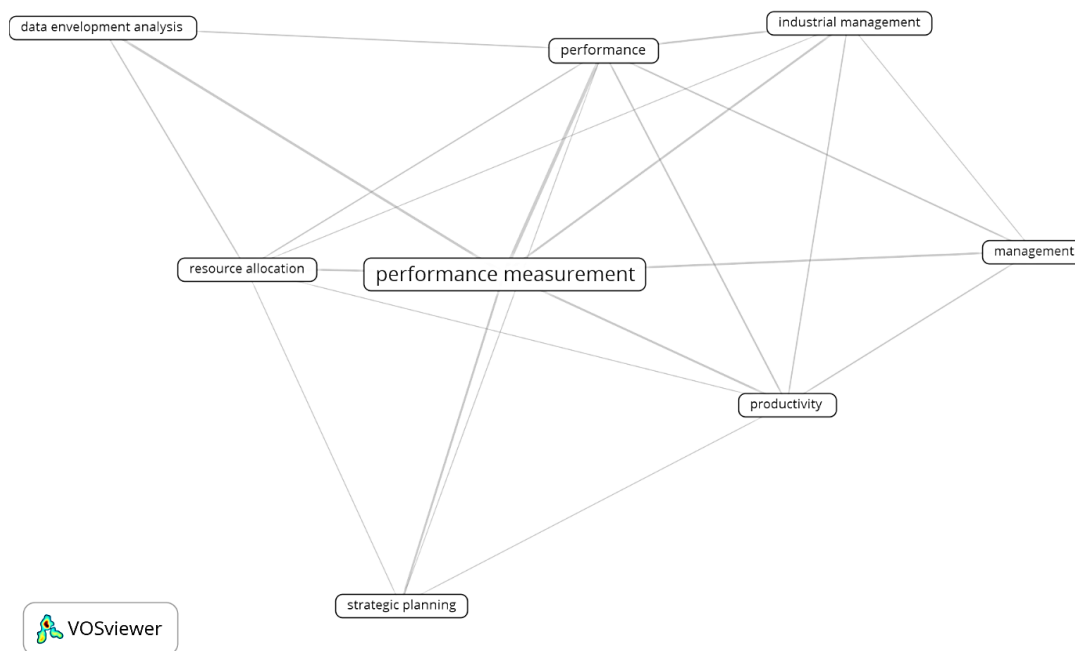 data envelopment analysis
industrial management
performance
management
resource allocation
performance measurement
productivity
strategic planning
VOSviewer